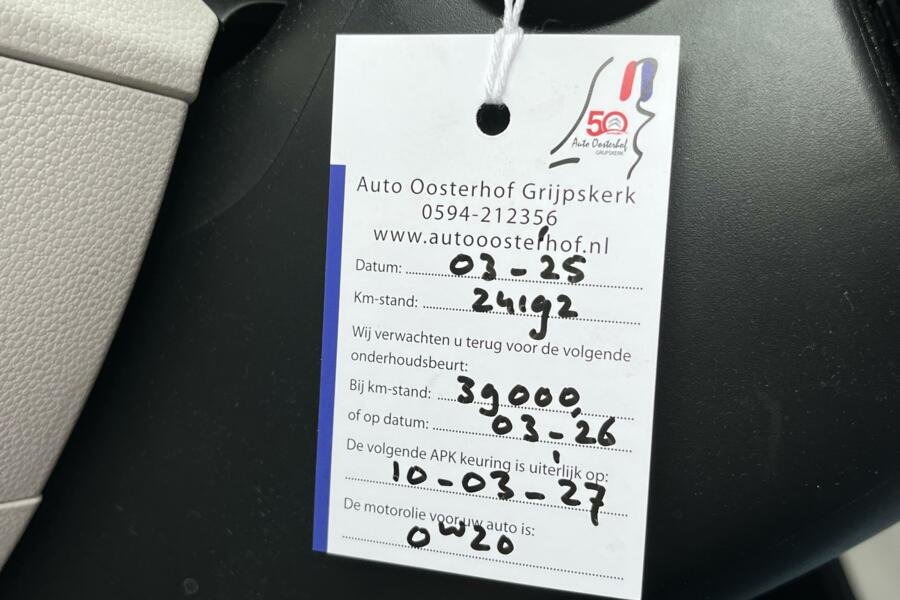 50
Auto Oosterhof
GRIJPSKERK
Auto Oosterhof Grijpskerk
0594-212356
www.autooosterhof.nl
Datum: 03-25
Km-stand: 24192
Wij verwachten u terug voor de volgende
onderhoudsbeurt:
Bij km-stand: 39000
of op datum: 03-26
De volgende APK keuring is uiterlijk op:
10-03-27
De motorolie voor uw auto is:
0W20